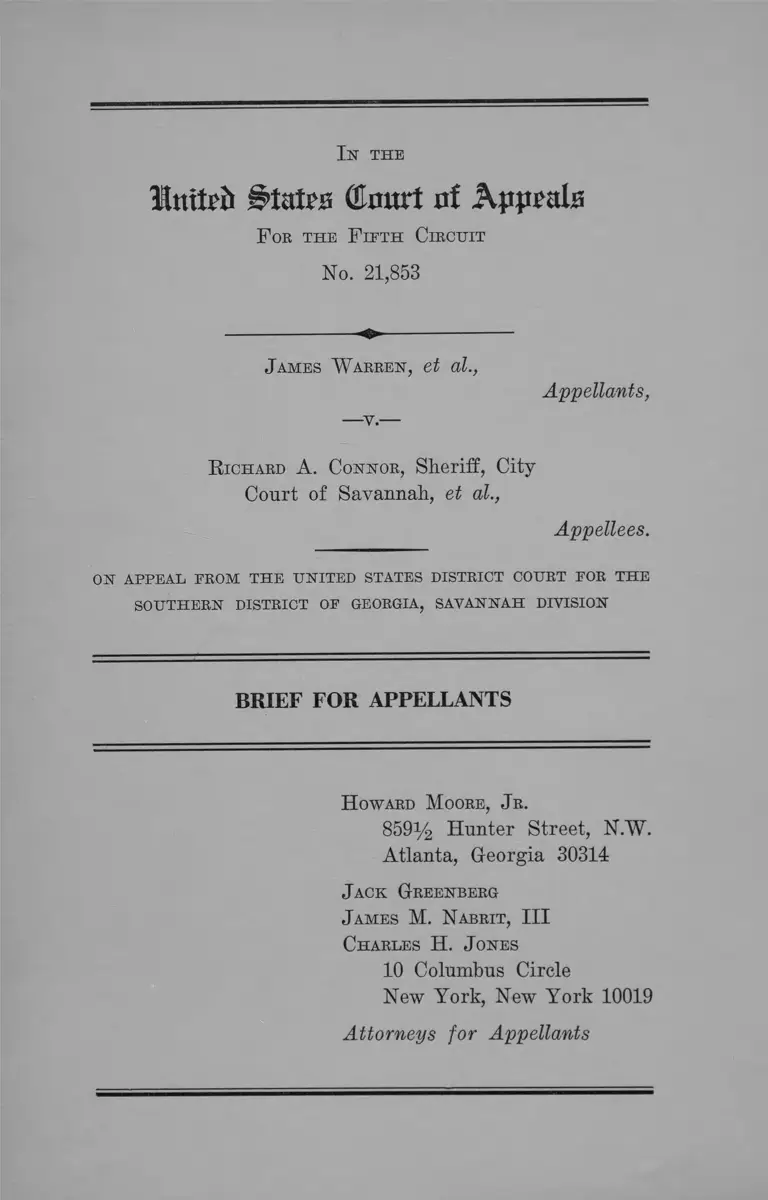 IN THE
United States Court of Appeals
FOR THE FIFTH CIRCUIT
No. 21,853
JAMES WARREN, et al.,
Appellants,
—v.—
RICHARD A. CONNOR, Sheriff, City
Court of Savannah, et al.,
Appellees.
ON APPEAL FROM THE UNITED STATES DISTRICT COURT FOR THE
SOUTHERN DISTRICT OF GEORGIA, SAVANNAH DIVISION
BRIEF FOR APPELLANTS
HOWARD MOORE, JR.
859½ Hunter Street, N.W.
Atlanta, Georgia 30314
JACK GREENBERG
JAMES M. NABRIT, III
CHARLES H. JONES
10 Columbus Circle
New York, New York 10019
Attorneys for Appellants